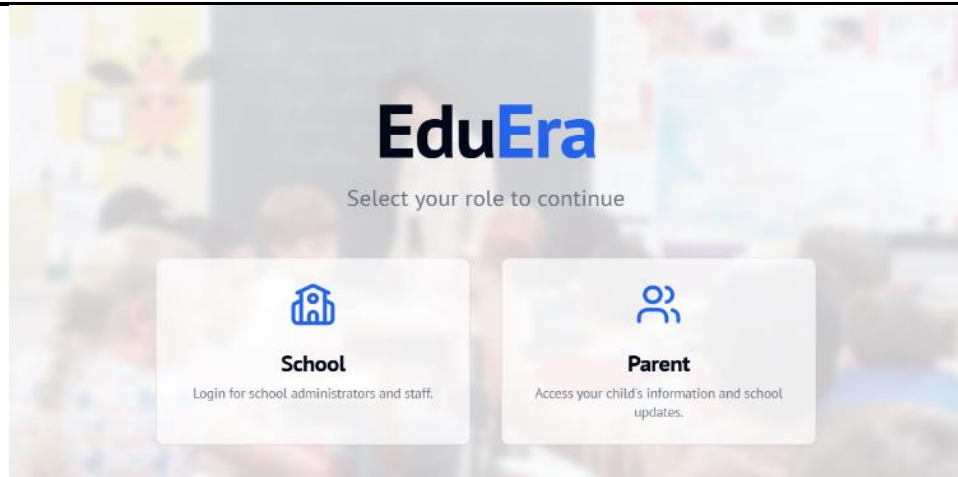 EduEra
Select your role to continue
School
Login for school administrators and staff.
Parent
Access your child's information and school
updates.